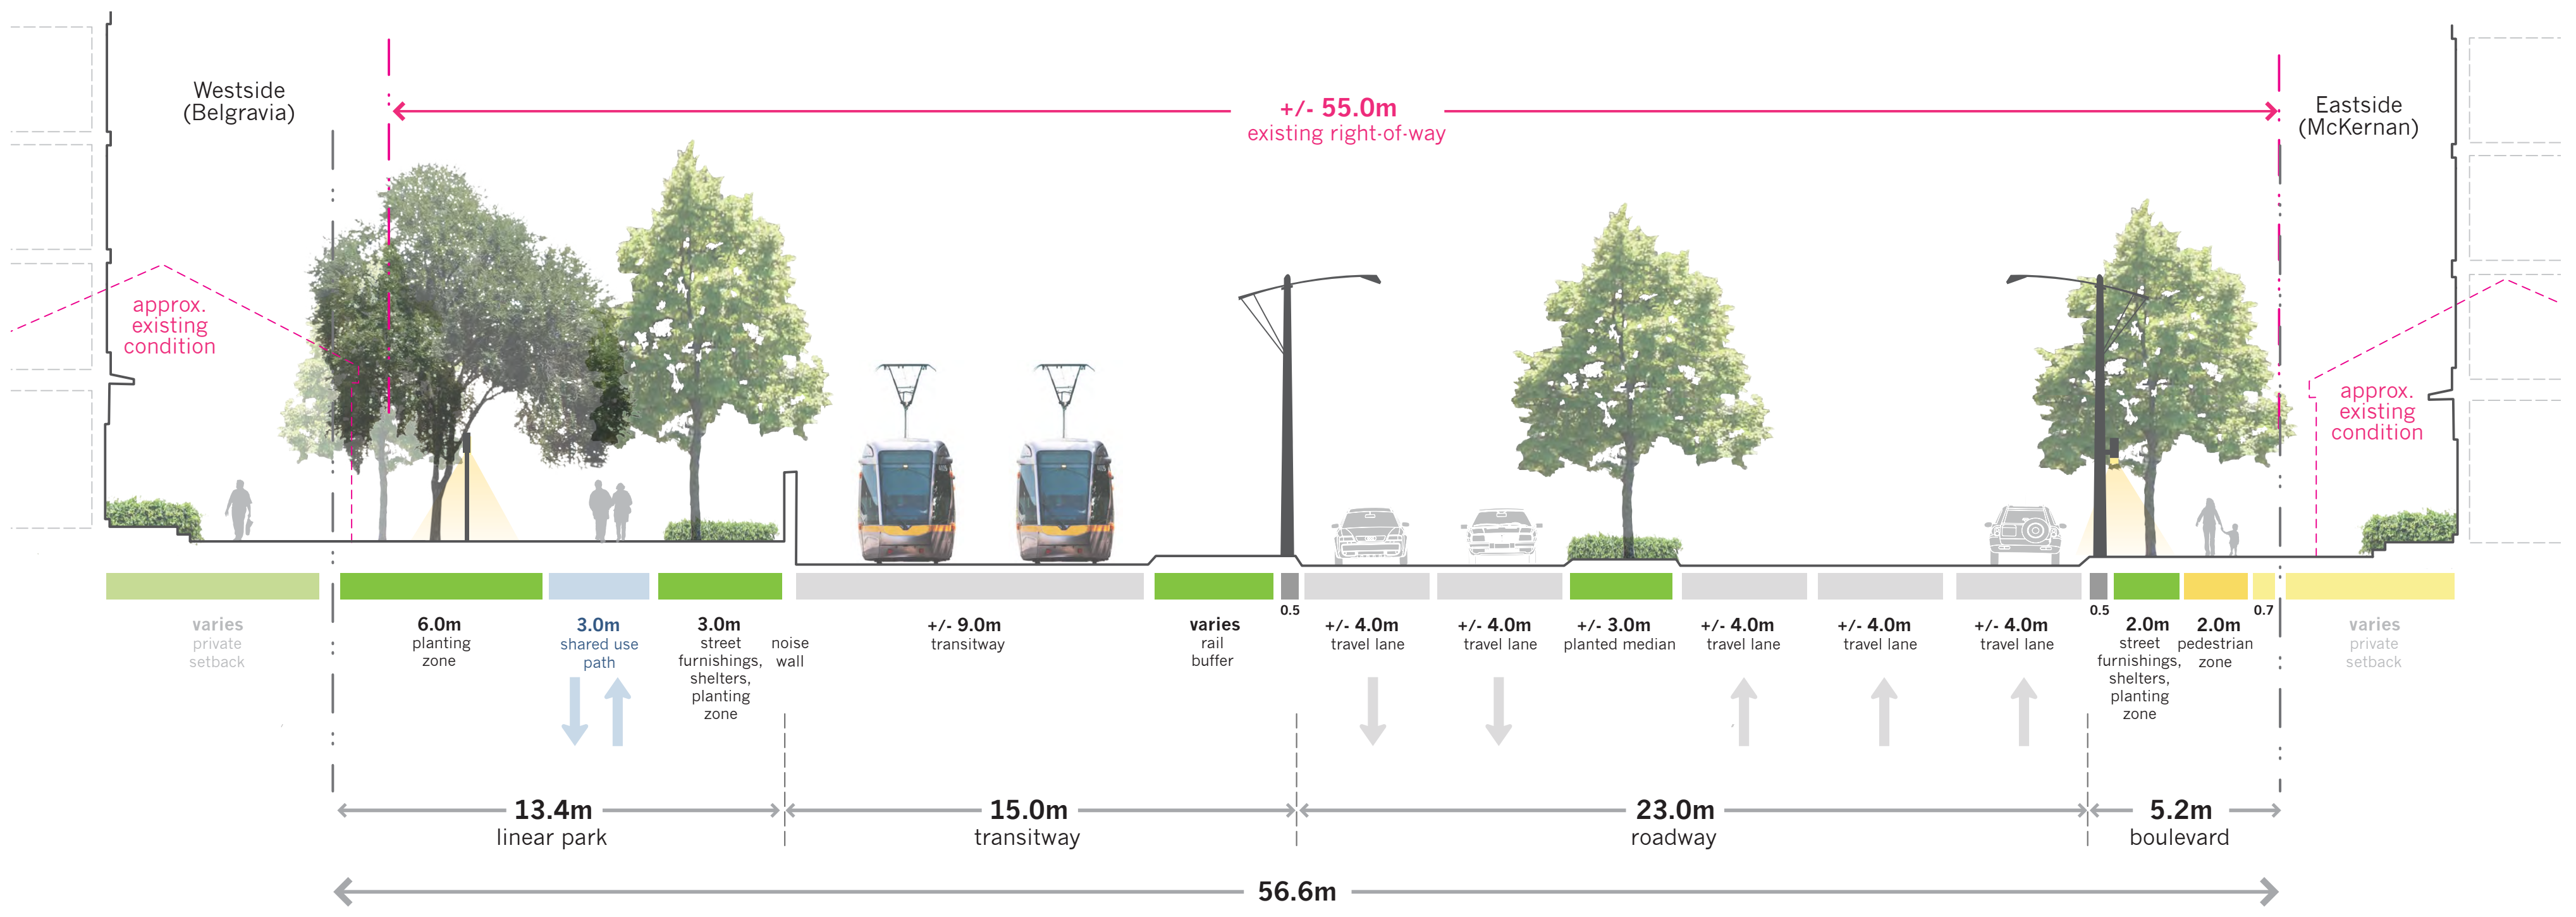 Westside
(Belgravia)
+/- 55.0m
existing right-of-way
Eastside
(McKernan)
approx.
existing
condition
approx.
existing
condition
0.5
0.5
0.7
varies
private
setback
6.0m
planting
zone
3.0m
shared use
path
3.0m
street
furnishings,
shelters,
planting
zone
noise
wall
+/- 9.0m
transitway
varies
rail
buffer
+/- 4.0m
travel lane
+/- 4.0m
travel lane
+/- 3.0m
planted median
+/- 4.0m
travel lane
+/- 4.0m
travel lane
+/- 4.0m
travel lane
2.0m
street
furnishings,
shelters,
planting
zone
2.0m
pedestrian
zone
varies
private
setback
13.4m
linear park
15.0m
transitway
23.0m
roadway
5.2m
boulevard
56.6m